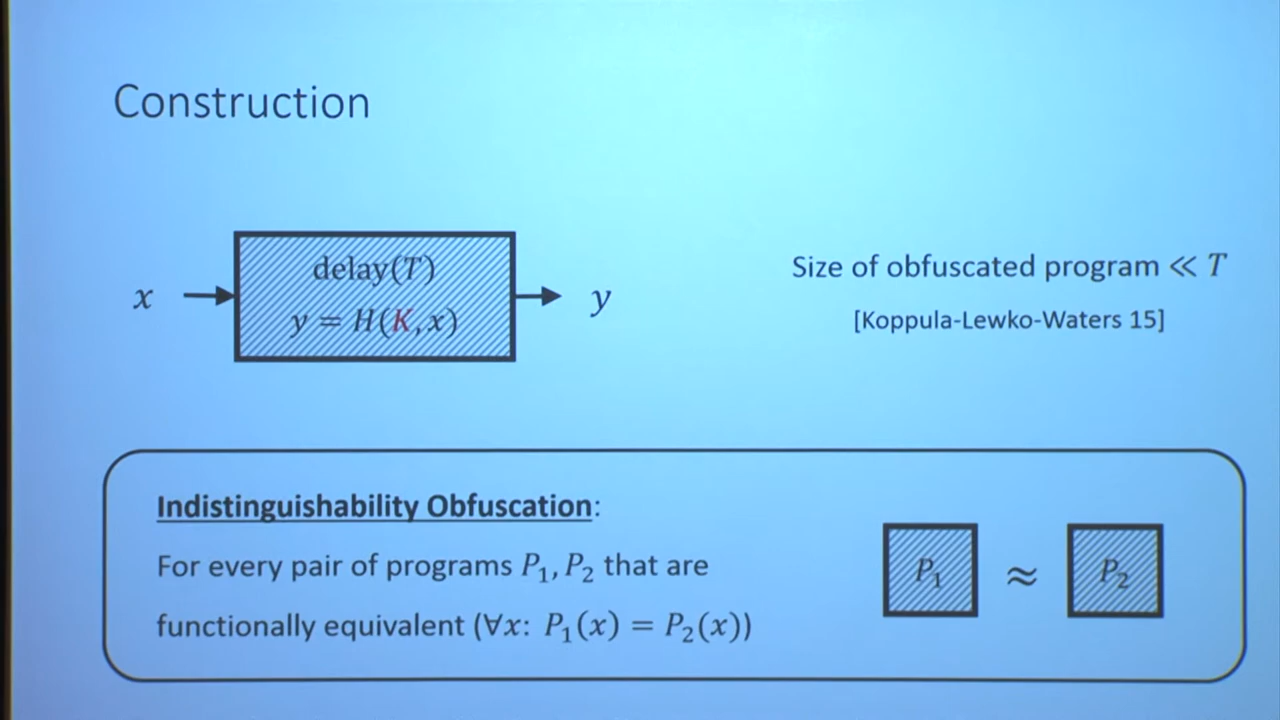 Construction
x
delay(T)
y = H(K, x)
y
Size of obfuscated program ≪ T
[Koppula-Lewko-Waters 15]
Indistinguishability Obfuscation:
For every pair of programs P₁, P₂ that are
functionally equivalent (∀x: P₁(x) = P₂(x))
P₁ ≈ P₂